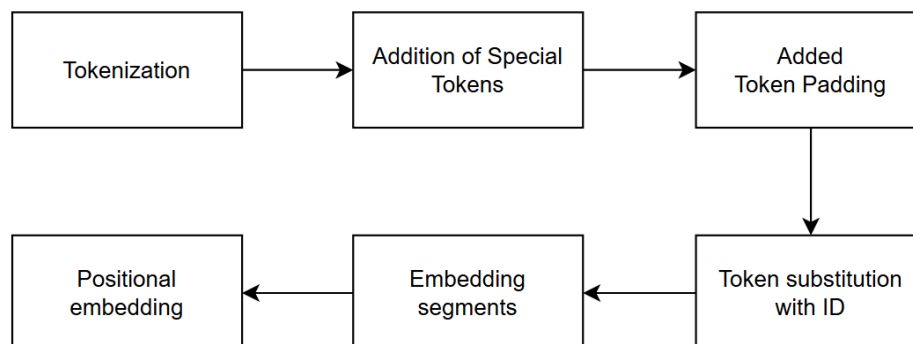 Tokenization
Addition of Special
Tokens
Added
Token Padding
Token substitution
with ID
Embedding
segments
Positional
embedding